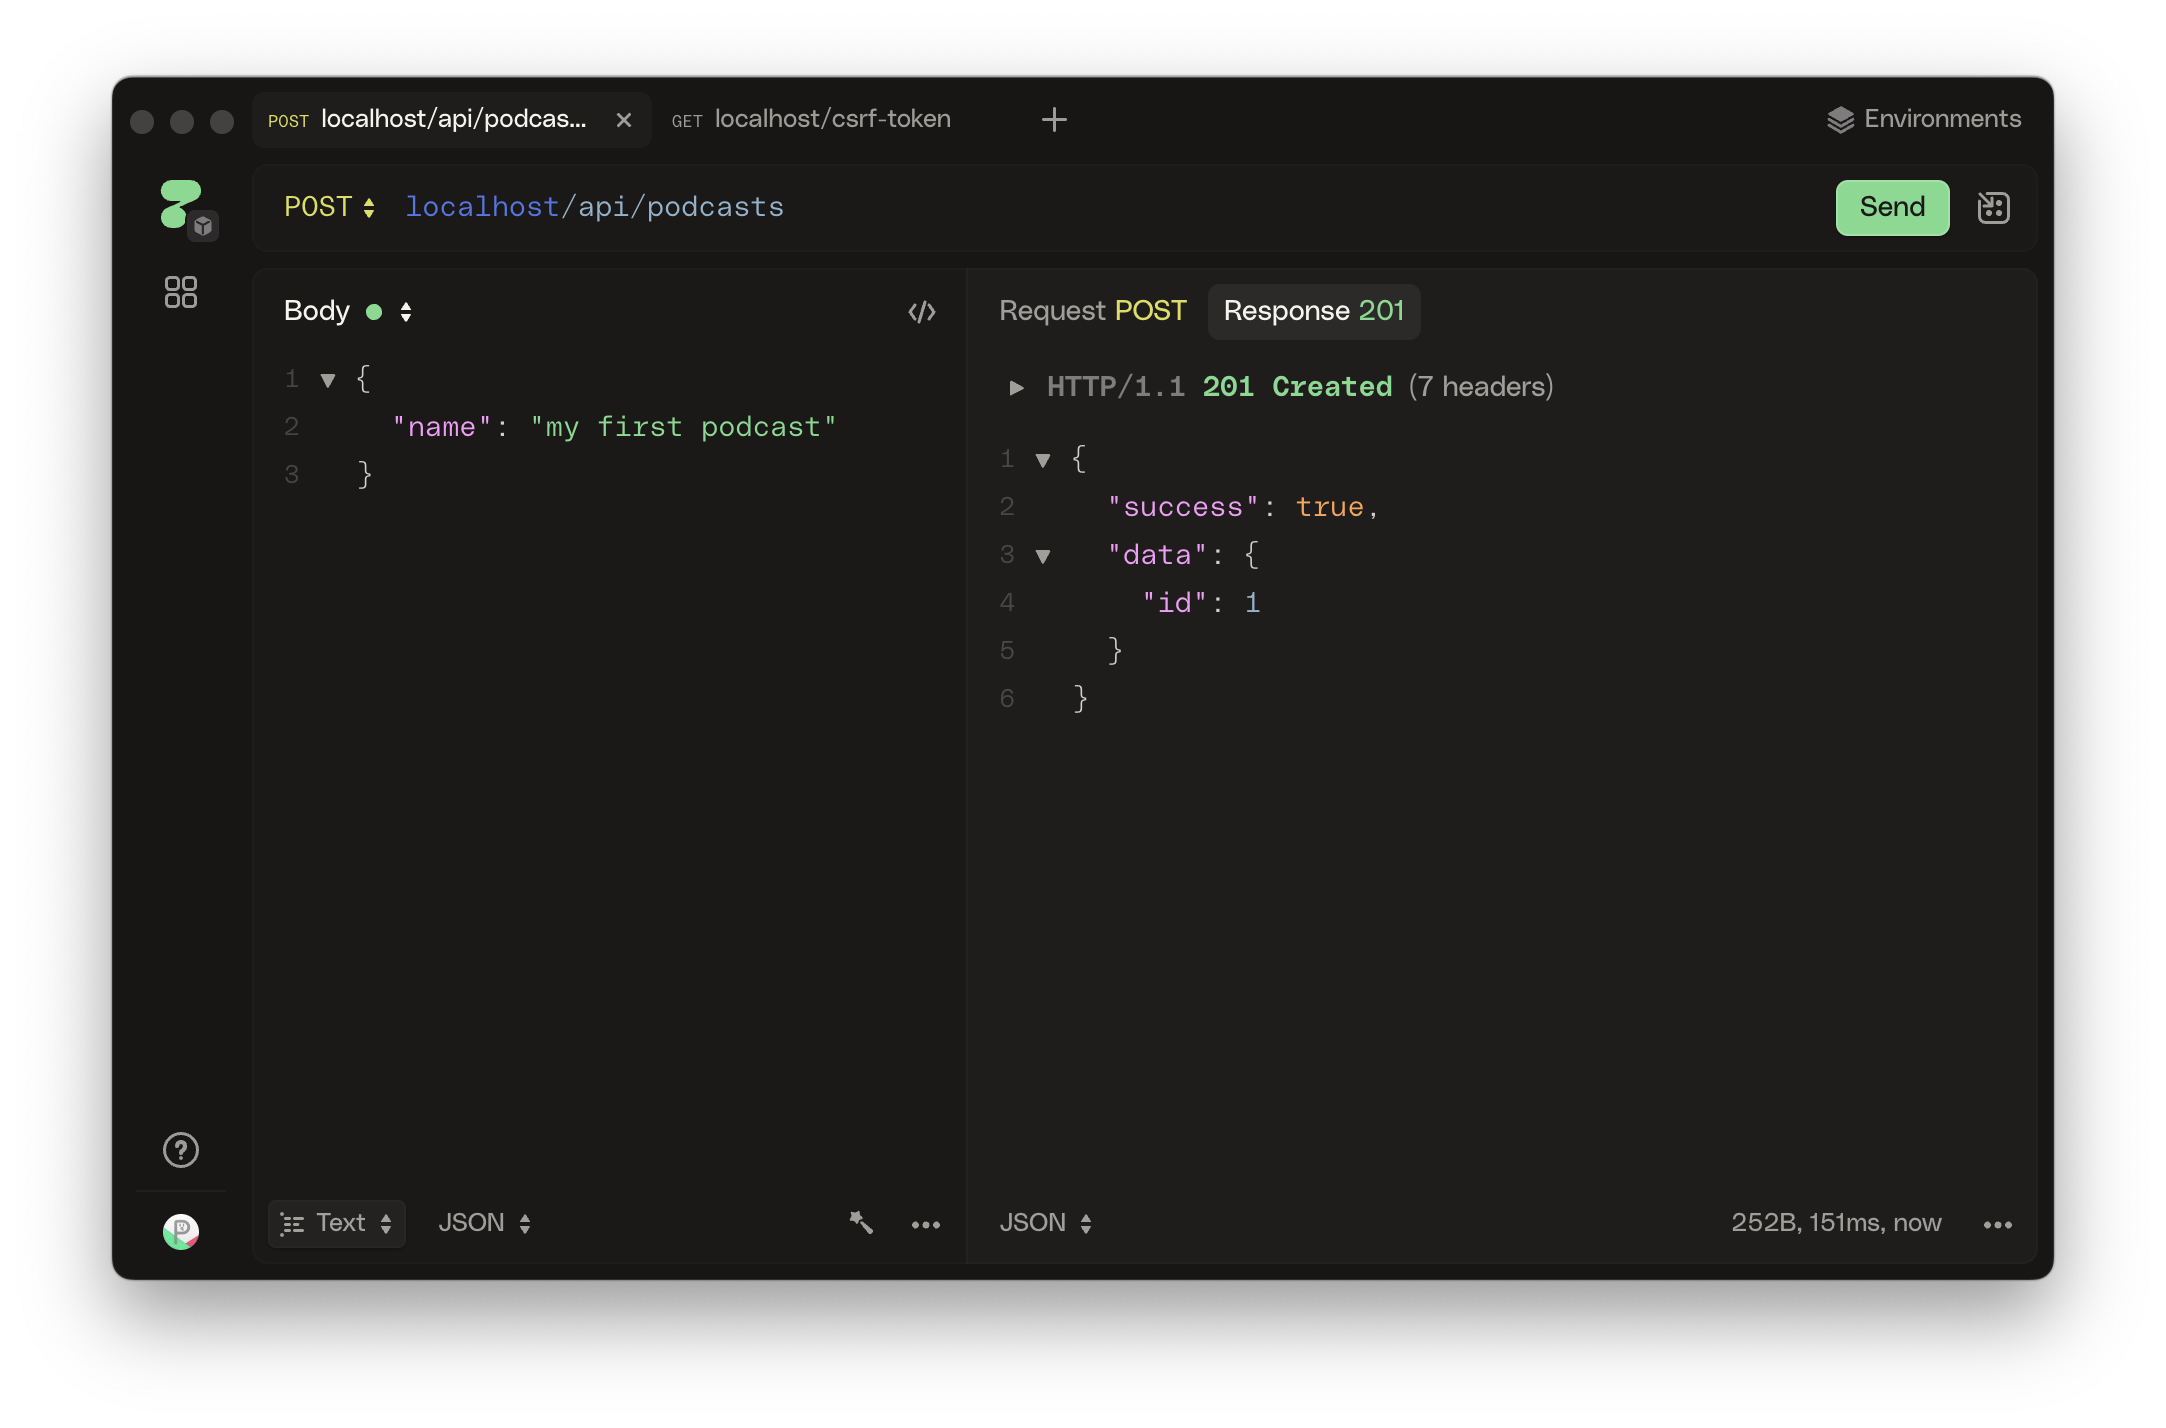 POST localhost/api/podcas...
GET localhost/csrf-token
Environments
POST localhost/api/podcasts
Send
Body
1 {
2 "name": "my first podcast"
3 }
Request POST Response 201
HTTP/1.1 201 Created (7 headers)
1 {
2 "success": true,
3 "data": {
4 "id": 1
5 }
6 }
Text JSON
JSON
252B, 151ms, now